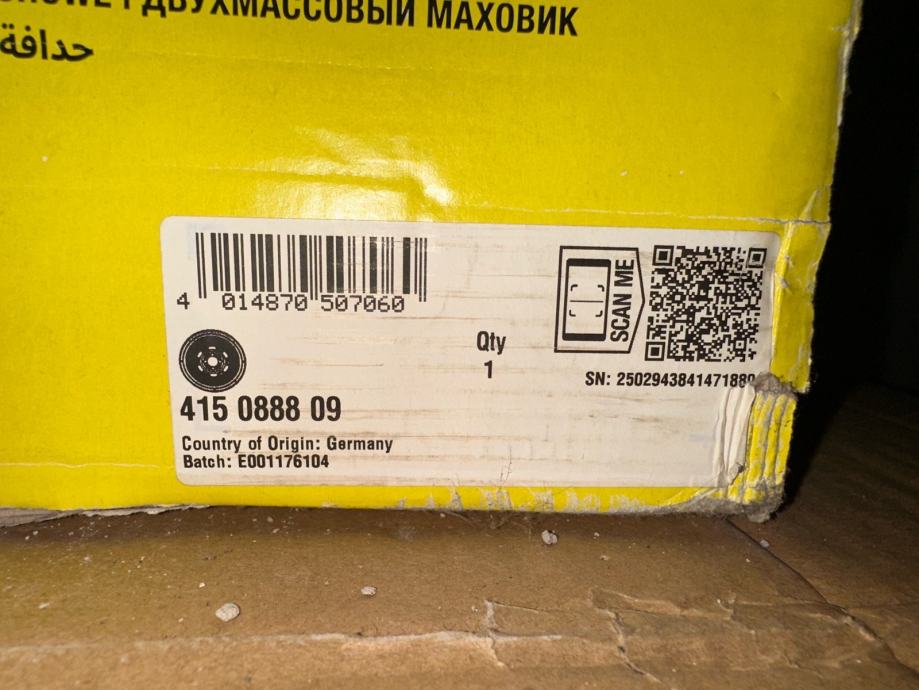 ДВУХМАССОВЫЙ МАХОВИК
حدافة
4 014870 507060
SCAN ME
Qty
1
SN: 2502943841471889
415 0888 09
Country of Origin: Germany
Batch: E001176104